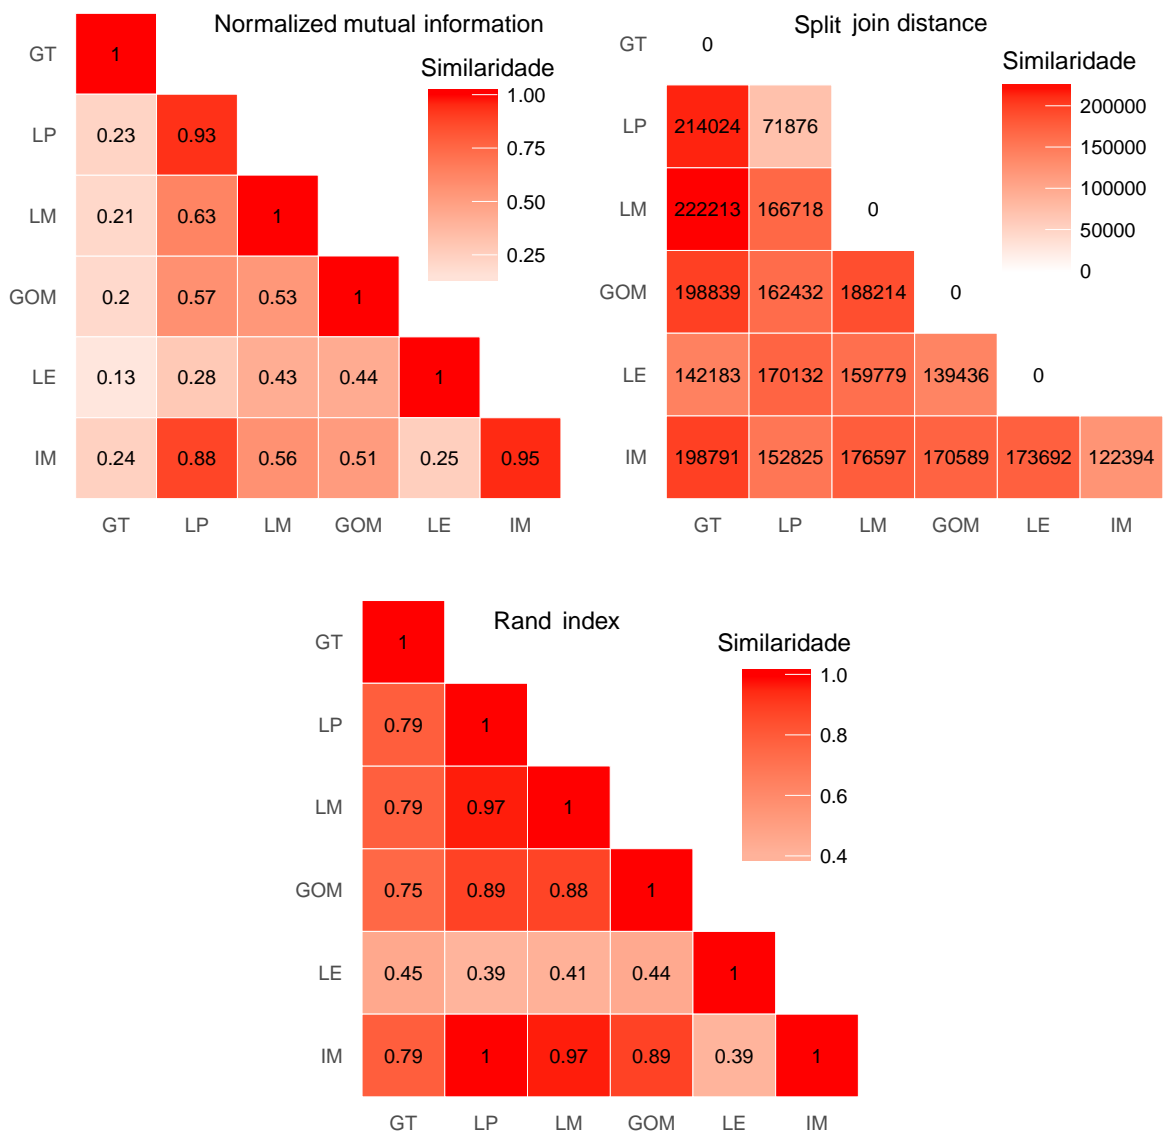 Normalized mutual information
Similaridade
1.00
0.75
0.50
0.25
GT 1
LP 0.23 0.93
LM 0.21 0.63 1
GOM 0.2 0.57 0.53 1
LE 0.13 0.28 0.43 0.44 1
IM 0.24 0.88 0.56 0.51 0.25 0.95
GT LP LM GOM LE IM
Split join distance
Similaridade
200000
150000
100000
50000
0
GT 0
LP 214024 71876
LM 222213 166718 0
GOM 198839 162432 188214 0
LE 142183 170132 159779 139436 0
IM 198791 152825 176597 170589 173692 122394
GT LP LM GOM LE IM
Rand index
Similaridade
1.0
0.8
0.6
0.4
GT 1
LP 0.79 1
LM 0.79 0.97 1
GOM 0.75 0.89 0.88 1
LE 0.45 0.39 0.41 0.44 1
IM 0.79 1 0.97 0.89 0.39 1
GT LP LM GOM LE IM